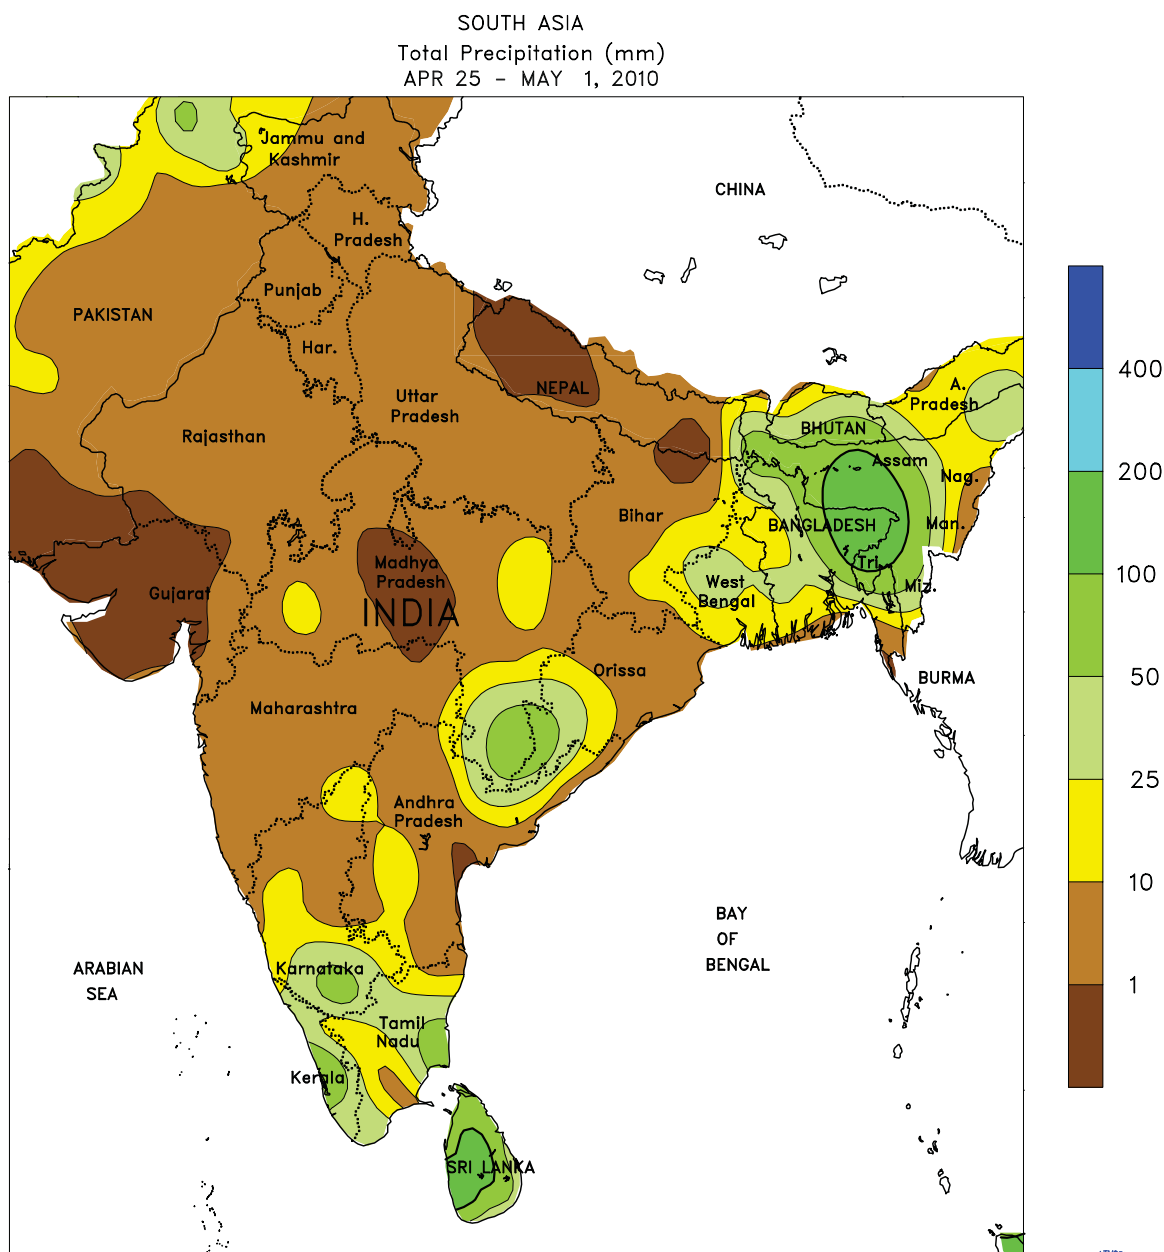 SOUTH ASIA
Total Precipitation (mm)
APR 25 - MAY 1, 2010
Jammu and
Kashmir
CHINA
H.
Pradesh
Punjab
PAKISTAN
Har.
400
NEPAL
A.
Pradesh
Uttar
Pradesh
BHUTAN
Rajasthan
Assam
200
Nag.
Bihar
BANGLADESH
Man.
Madhya
Pradesh
Tri.
100
Gujarat
West
Bengal
Miz.
INDIA
Orissa
BURMA
50
Maharashtra
25
Andhra
Pradesh
10
BAY
OF
BENGAL
ARABIAN
SEA
Karnataka
1
Tamil
Nadu
Kerala
SRI LANKA